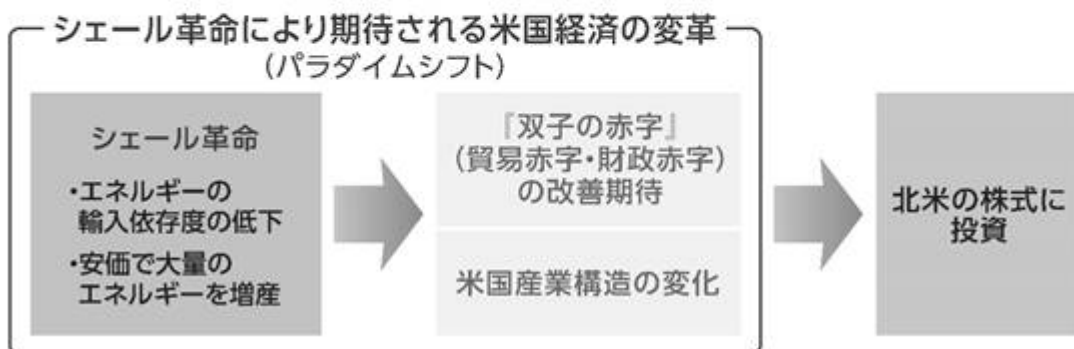 シェール革命により期待される米国経済の変革
(パラダイムシフト)
シェール革命
・エネルギーの
輸入依存度の低下
・安価で大量の
エネルギーを増産
『双子の赤字』
(貿易赤字・財政赤字)
の改善期待
米国産業構造の変化
北米の株式に
投資